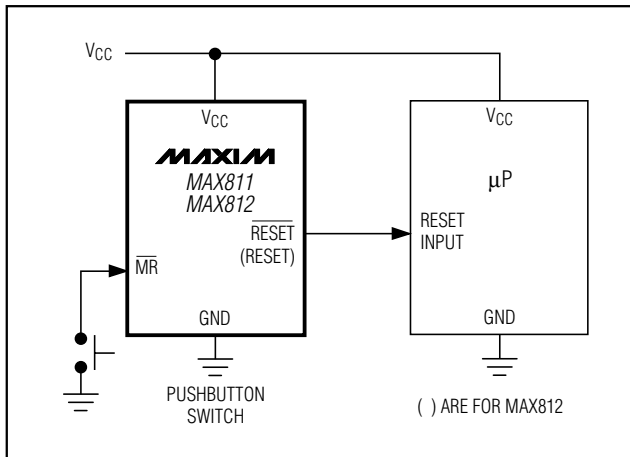 VCC
VCC
MAXIM
MAX811
MAX812
RESET
(RESET)
MR
GND
PUSHBUTTON
SWITCH
VCC
μP
RESET
INPUT
GND
( ) ARE FOR MAX812